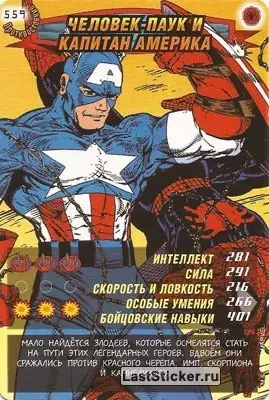 559
ЧЕЛОВЕК-ПАУК И
КАПИТАН АМЕРИКА
ИНТЕЛЛЕКТ 281
СИЛА 291
СКОРОСТЬ И ЛОВКОСТЬ 216
ОСОБЫЕ УМЕНИЯ 266
БОЙЦОВСКИЕ НАВЫКИ 401
МАЛО НАЙДЁТСЯ ЗЛОДЕЕВ, КОТОРЫЕ ОСМЕЛЯТСЯ СТАТЬ
НА ПУТИ ЭТИХ ЛЕГЕНДАРНЫХ ГЕРОЕВ. ВДВОЁМ ОНИ
СРАЖАЛИСЬ ПРОТИВ КРАСНОГО ЧЕРЕПА, ИМП. СКОРПИОНА
И
LastSticker.ru